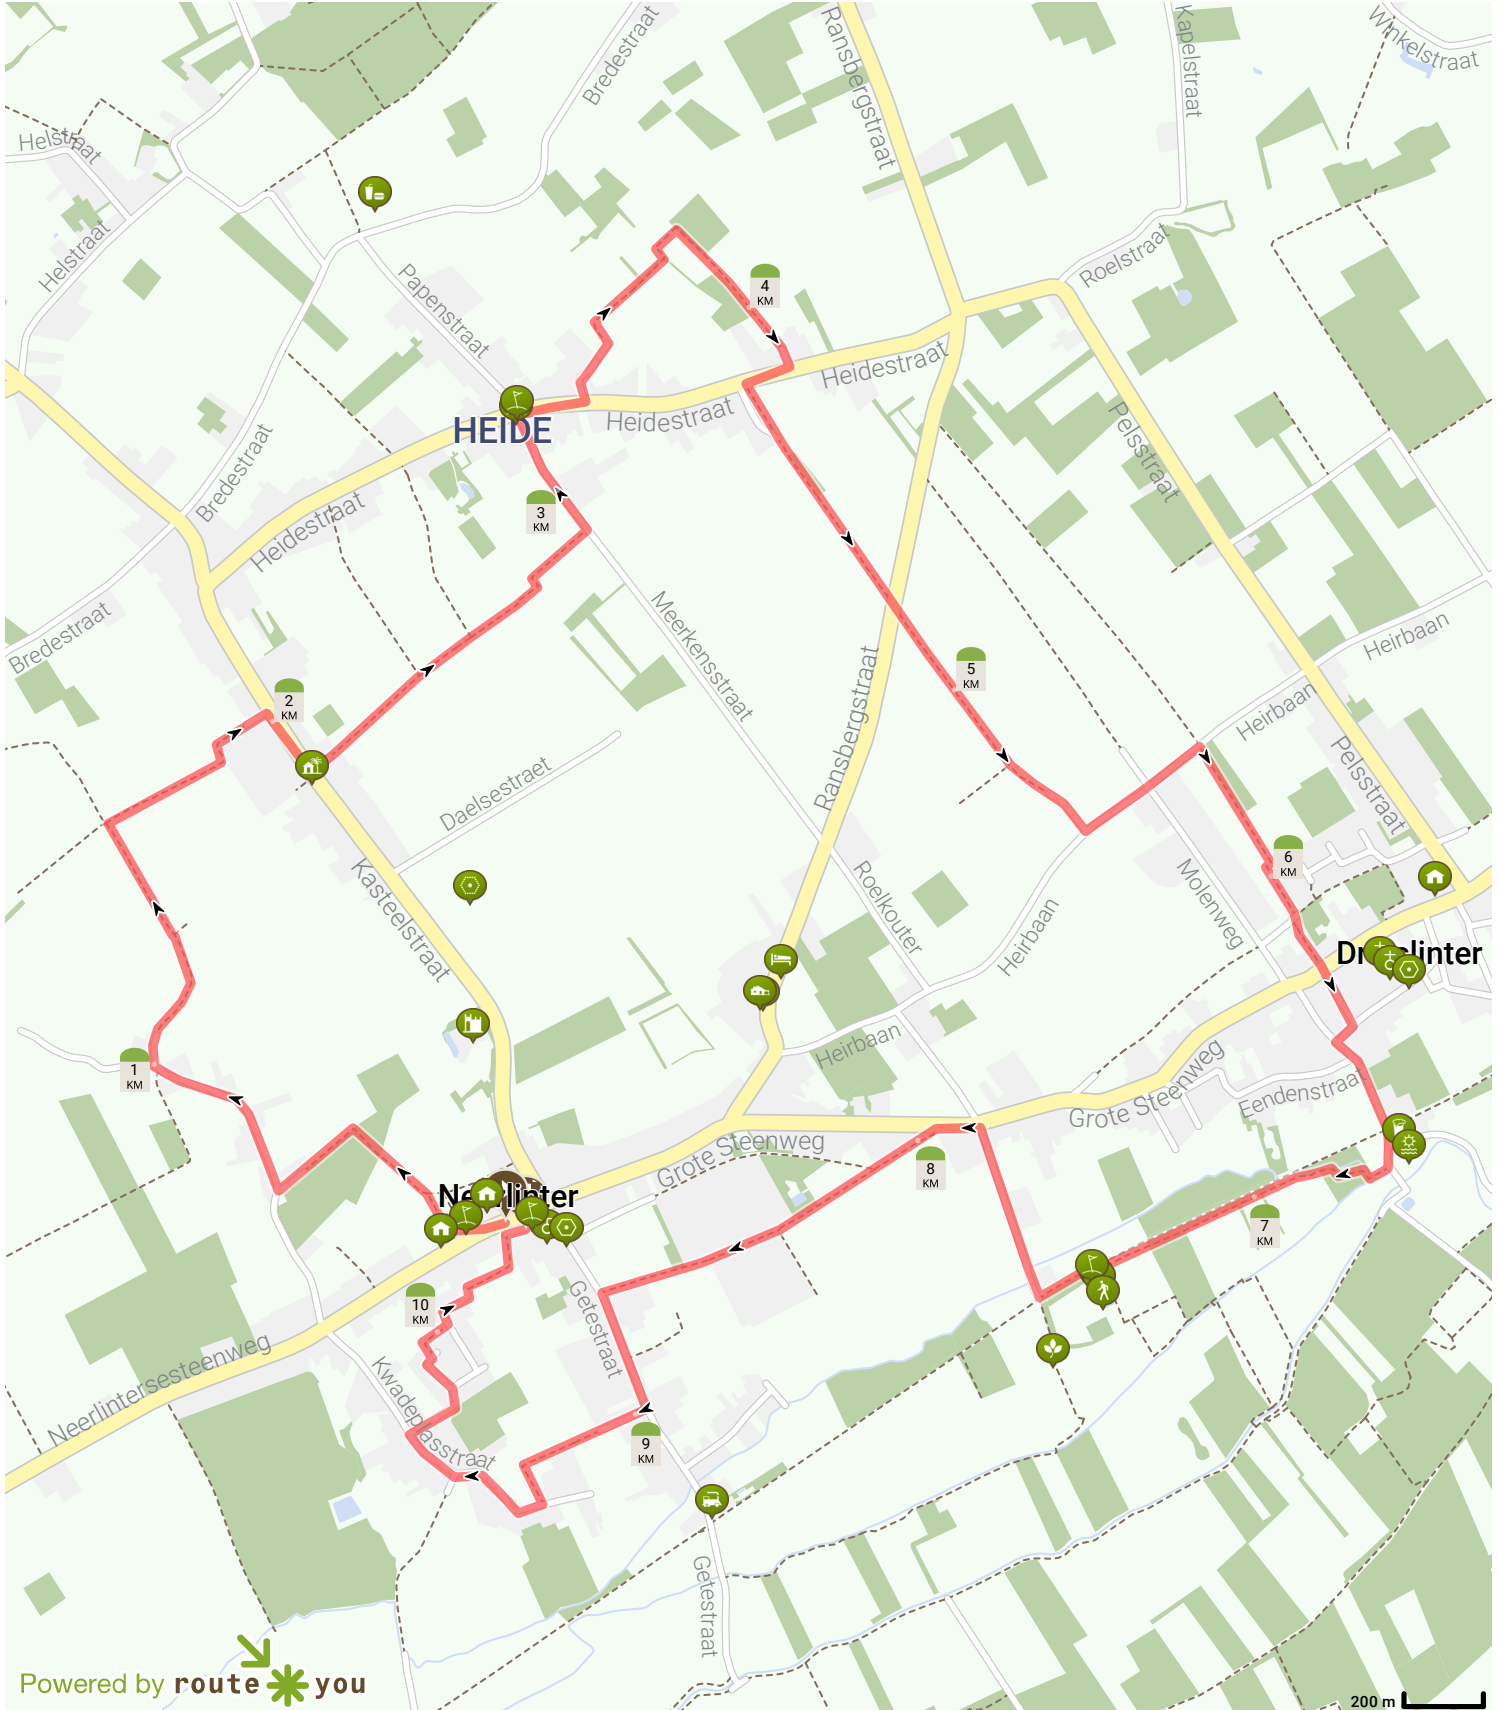 Bredestraat
Ransbergstraat
Kapelstraat
Winkelstraat
Helstraat
Helstraat
Roelstraat
Papenstraat
4
KM
Heidestraat
HEIDE
Heidestraat
Pelsstraat
Bredestraat
Heidestraat
3
KM
Bredestraat
Meerkensstraat
Heirbaan
5
KM
2
KM
Ransbergstraat
Heirbaan
Daelsestraet
Pelsstraat
6
KM
Kasteelstraat
Roelkouter
Molenweg
Heirbaan
Heirbaan
1
KM
Grote Steenweg
Eendenstraat
Grote Steenweg
8
KM
7
KM
Getestraat
10
KM
Neerlintersesteenweg
Kwadeplasstraat
9
KM
Getestraat
Powered by route you
200 m